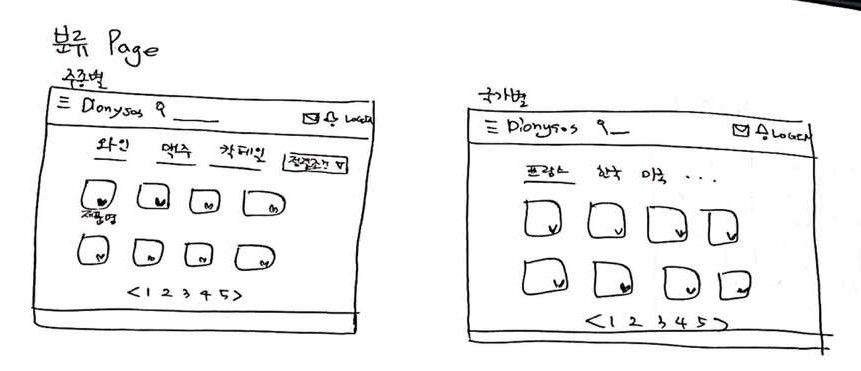 분류 Page
주종별
Dionysos
LOGIN
와인 맥주 칵테일
제품명
< 1 2 3 4 5 >
국가별
Dionysos
LOGIN
프랑스 한국 미국 ...
< 1 2 3 4 5 >